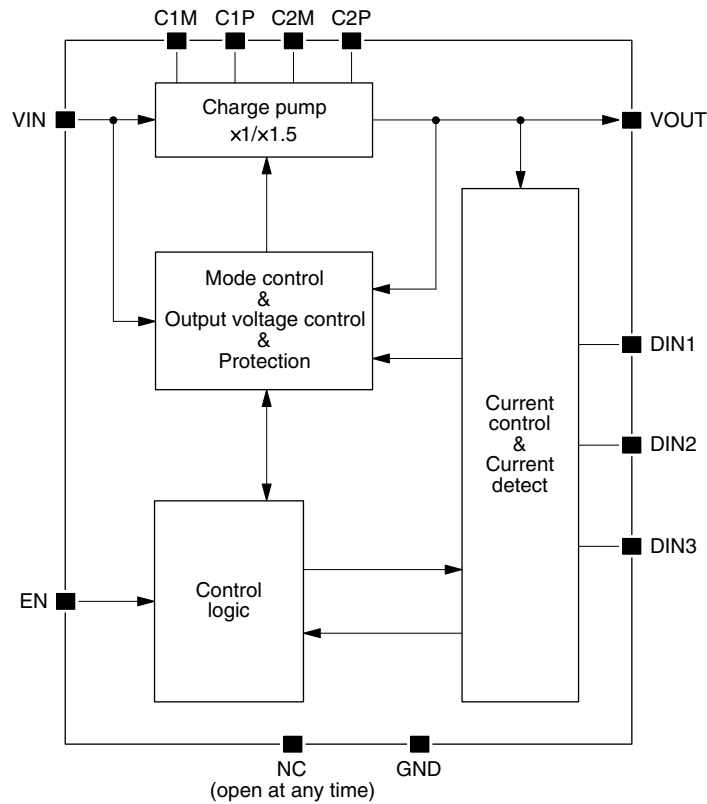 C1M C1P C2M C2P
VIN
Charge pump
×1/×1.5
VOUT
Mode control
&
Output voltage control
&
Protection
DIN1
Current
control
&
Current
detect
DIN2
DIN3
EN
Control
logic
NC
(open at any time)
GND